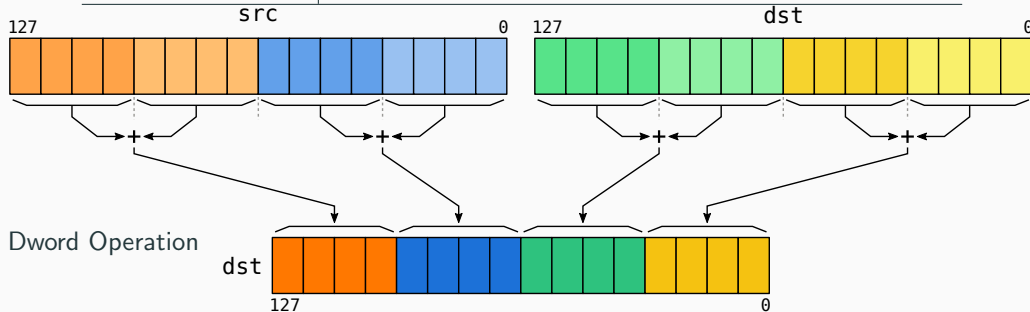 src dst
127 0 127 0
+ + + +
Dword Operation
dst
127 0